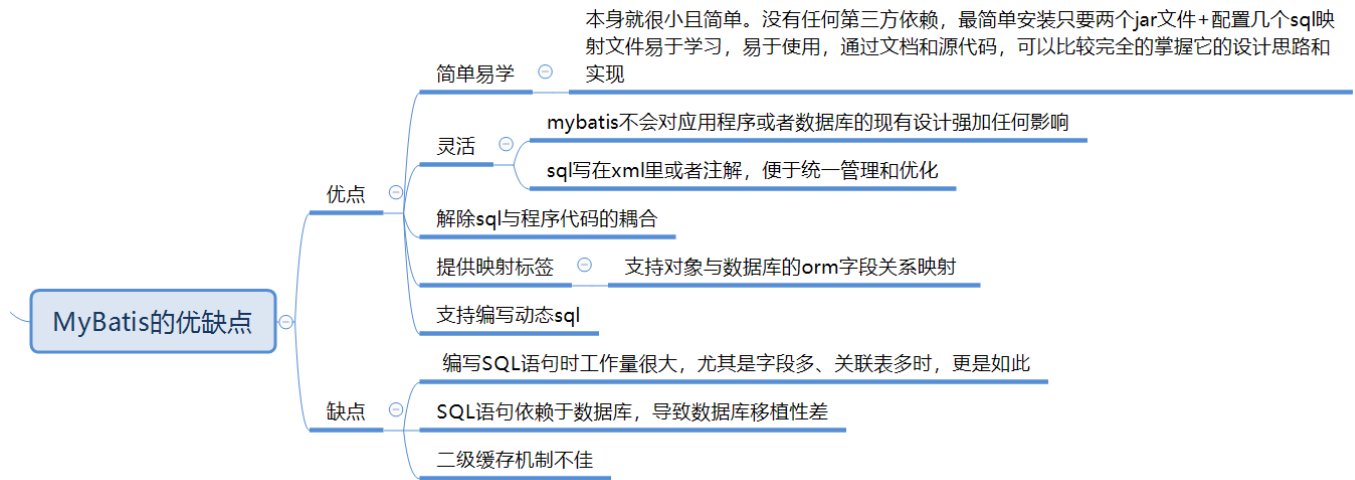 MyBatis的优缺点
优点
简单易学
本身就很小且简单。没有任何第三方依赖，最简单安装只要两个jar文件+配置几个sql映
射文件易于学习，易于使用，通过文档和源代码，可以比较完全的掌握它的设计思路和
实现
灵活
mybatis不会对应用程序或者数据库的现有设计强加任何影响
sql写在xml里或者注解，便于统一管理和优化
解除sql与程序代码的耦合
提供映射标签
支持对象与数据库的orm字段关系映射
支持编写动态sql
缺点
编写SQL语句时工作量很大，尤其是字段多、关联表多时，更是如此
SQL语句依赖于数据库，导致数据库移植性差
二级缓存机制不佳